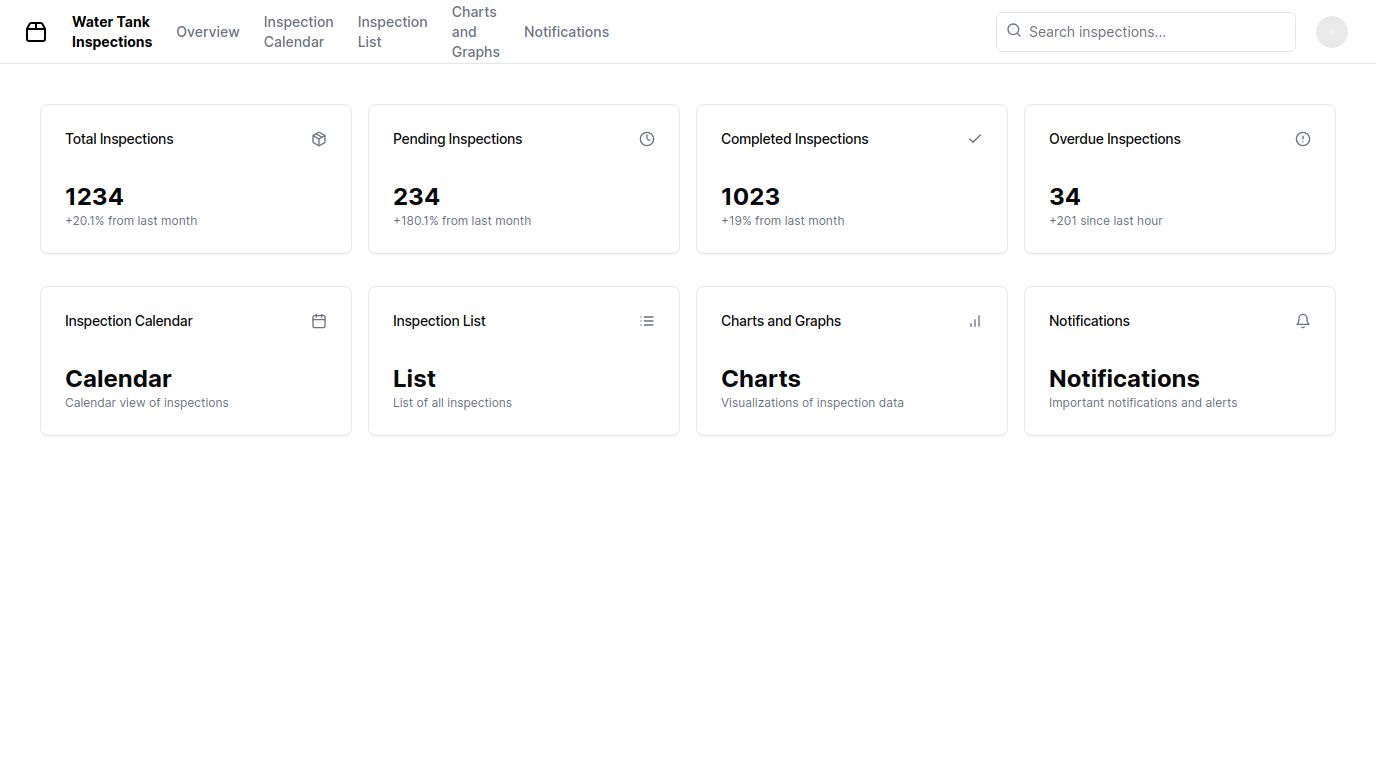 Water Tank
Inspections
Overview
Inspection
Calendar
Inspection
List
Charts
and
Graphs
Notifications
Search inspections...
Total Inspections
1234
+20.1% from last month
Pending Inspections
234
+180.1% from last month
Completed Inspections
1023
+19% from last month
Overdue Inspections
34
+201 since last hour
Inspection Calendar
Calendar
Calendar view of inspections
Inspection List
List
List of all inspections
Charts and Graphs
Charts
Visualizations of inspection data
Notifications
Notifications
Important notifications and alerts